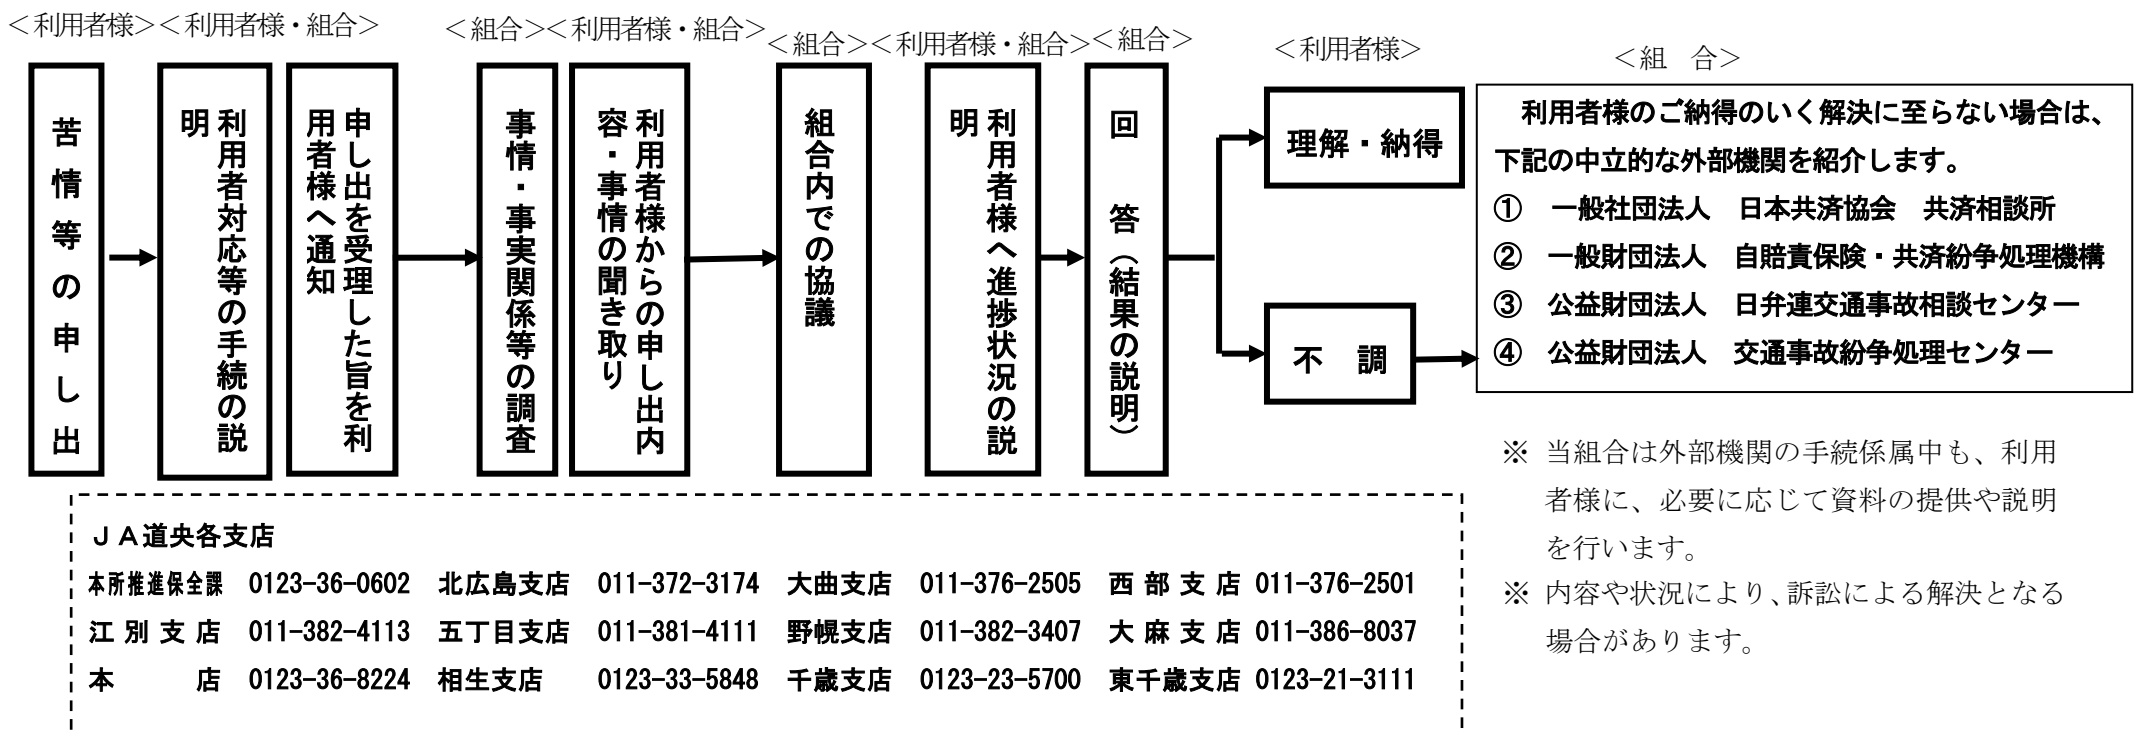 ＜利用者様＞＜利用者様・組合＞
＜組合＞＜利用者様・組合＞
＜組合＞＜利用者様・組合＞
＜組合＞
＜利用者様＞
＜組　合＞
苦情等の申し出
利用者対応等の手続の説
明
申し出を受理した旨を利
用者様へ通知
事情・事実関係等の調査
利用者様からの申し出内
容・事情の聞き取り
組合内での協議
利用者様へ進捗状況の説
明
回　答（結果の説明）
理解・納得
不　調
利用者様のご納得のいく解決に至らない場合は、
下記の中立的な外部機関を紹介します。
①　一般社団法人　日本共済協会　共済相談所
②　一般財団法人　自賠責保険・共済紛争処理機構
③　公益財団法人　日弁連交通事故相談センター
④　公益財団法人　交通事故紛争処理センター
※ 当組合は外部機関の手続係属中も、利用
者様に、必要に応じて資料の提供や説明
を行います。
※ 内容や状況により、訴訟による解決となる
場合があります。
ＪＡ道央各支店
本所推進保全課　0123-36-0602　北広島支店　011-372-3174　大曲支店　011-376-2505　西部支店 011-376-2501
江別支店　011-382-4113　五丁目支店　011-381-4111　野幌支店　011-382-3407　大麻支店 011-386-8037
本　　店　0123-36-8224　相生支店　0123-33-5848　千歳支店　0123-23-5700　東千歳支店 0123-21-3111